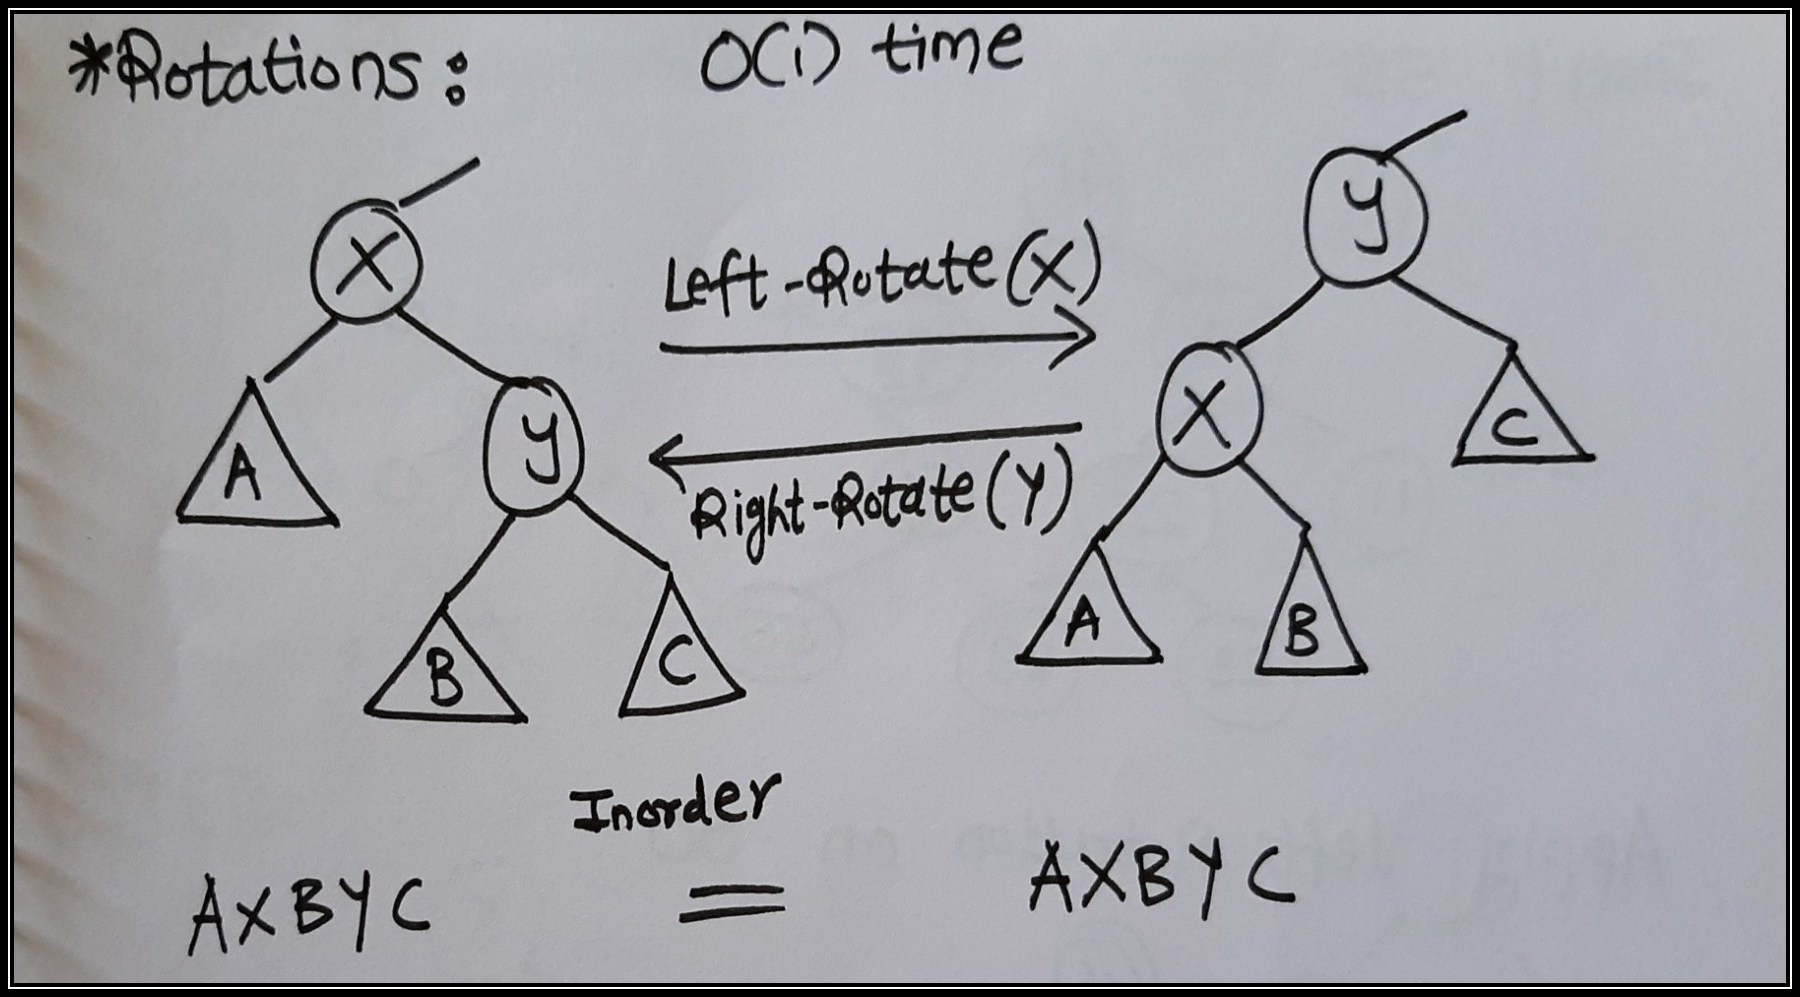 *Rotations: O(1) time
X
Y
Left-Rotate(X)
X
C
A
Y
Right-Rotate(Y)
A
B
B
C
Inorder
AXBYC = AXBYC